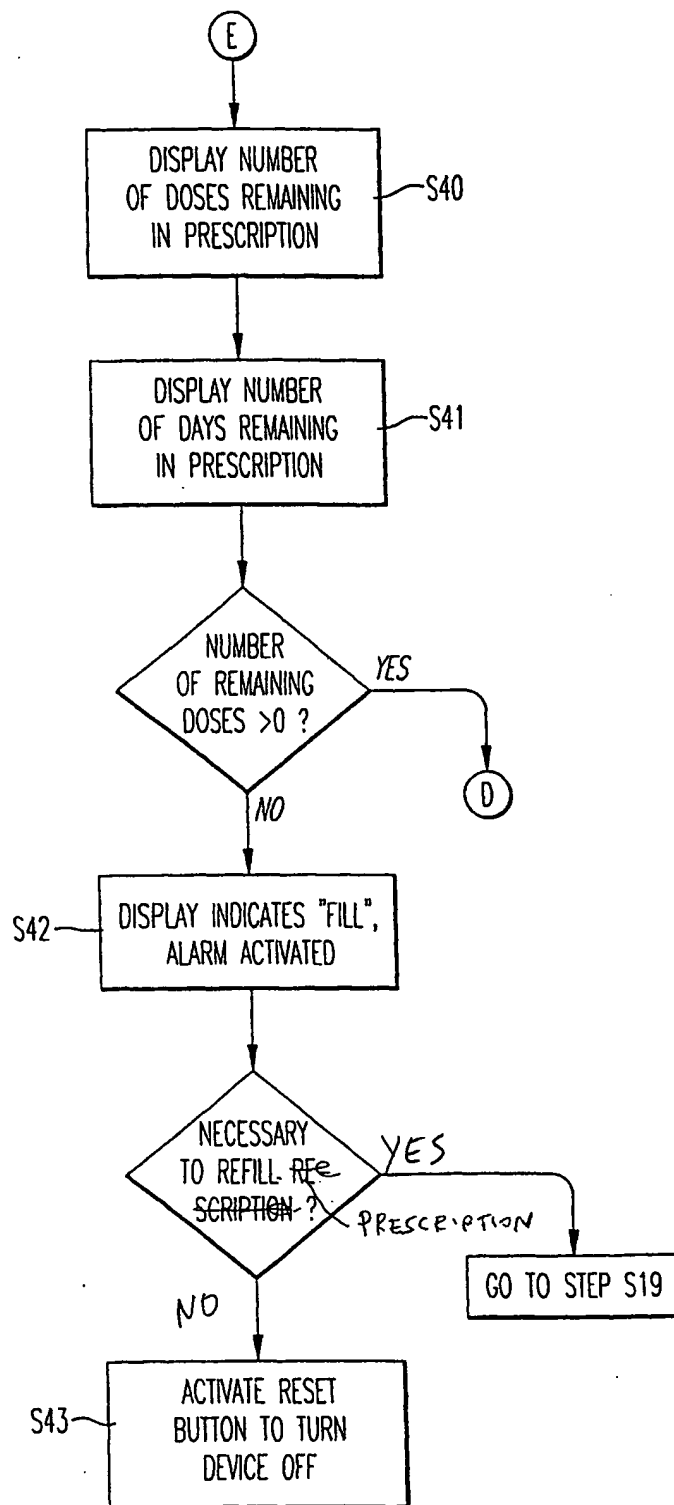 E
DISPLAY NUMBER
OF DOSES REMAINING
IN PRESCRIPTION
S40
DISPLAY NUMBER
OF DAYS REMAINING
IN PRESCRIPTION
S41
NUMBER
OF REMAINING
DOSES >0 ?
YES
D
NO
S42
DISPLAY INDICATES "FILL",
ALARM ACTIVATED
NECESSARY
TO REFILL
SCRIPTION ?
PRESCRIPTION
YES
GO TO STEP S19
NO
S43
ACTIVATE RESET
BUTTON TO TURN
DEVICE OFF